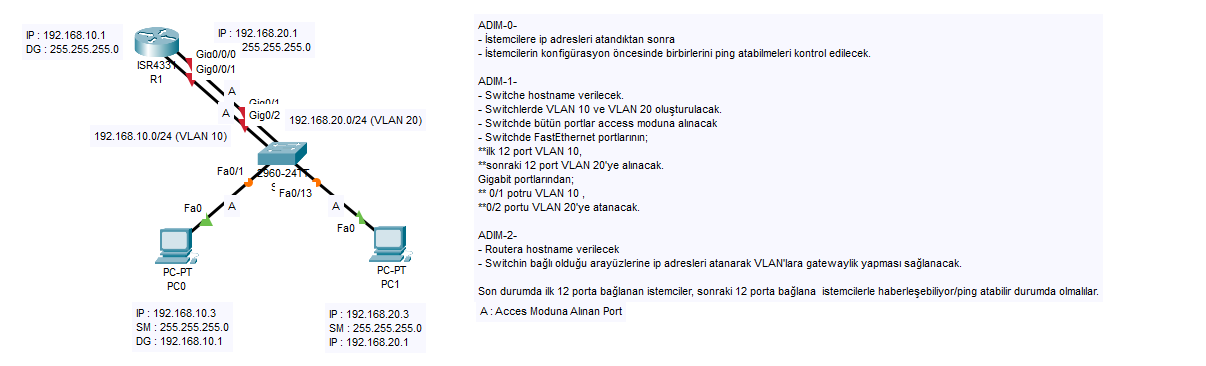 IP : 192.168.10.1
DG : 255.255.255.0
IP : 192.168.20.1
255.255.255.0
Gig0/0/0
Gig0/0/1
ISR4331
R1
A
A
Gig0/1
Gig0/2
192.168.20.0/24 (VLAN 20)
192.168.10.0/24 (VLAN 10)
2960-24TT
Fa0/1
Fa0/13
A
A
Fa0
Fa0
PC-PT
PC0
PC-PT
PC1
IP : 192.168.10.3
SM : 255.255.255.0
DG : 192.168.10.1
IP : 192.168.20.3
SM : 255.255.255.0
IP : 192.168.20.1
ADIM-0-
- İstemcilere ip adresleri atandıktan sonra
- İstemcilerin konfigürasyon öncesinde birbirlerini ping atabilmeleri kontrol edilecek.
ADIM-1-
- Switche hostname verilecek.
- Switchlerde VLAN 10 ve VLAN 20 oluşturulacak.
- Switchde bütün portlar access moduna alınacak
- Switchde FastEthernet portlarının;
**ilk 12 port VLAN 10,
**sonraki 12 port VLAN 20'ye alınacak.
Gigabit portlarından;
** 0/1 potru VLAN 10 ,
**0/2 portu VLAN 20'ye atanacak.
ADIM-2-
- Routera hostname verilecek
- Switchin bağlı olduğu arayüzlerine ip adresleri atanarak VLAN'lara gatewaylik yapması sağlanacak.
Son durumda ilk 12 porta bağlanan istemciler, sonraki 12 porta bağlana istemcilerle haberleşebiliyor/ping atabilir durumda olmalılar.
A : Acces Moduna Alınan Port